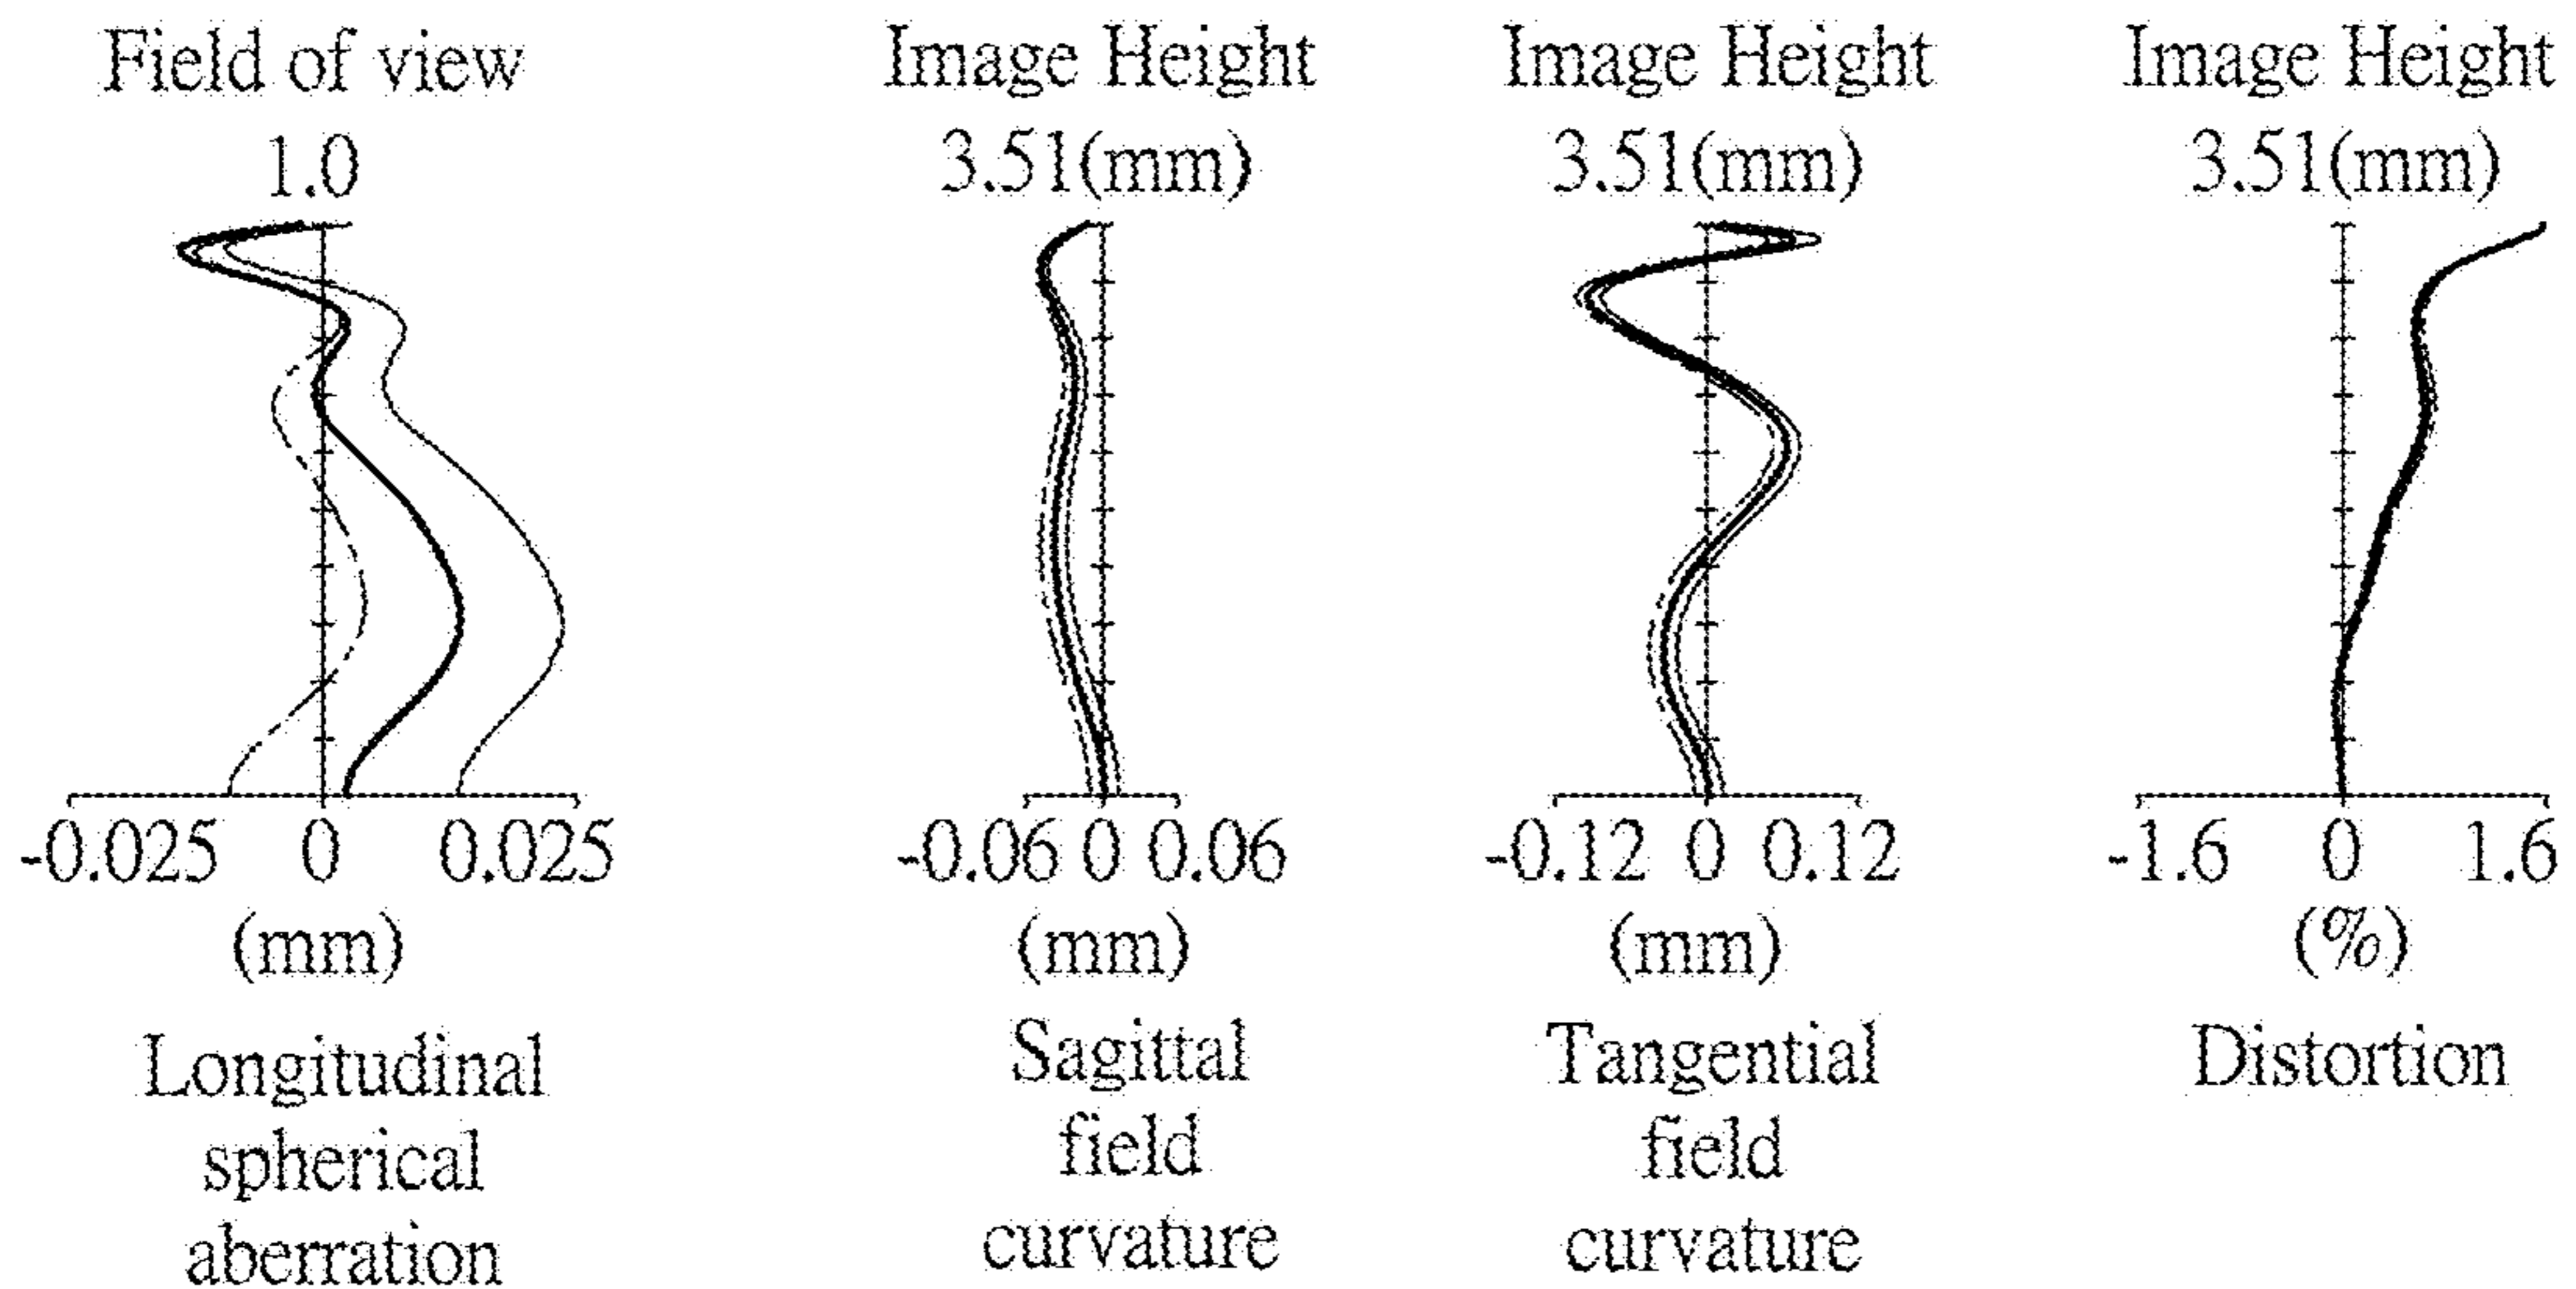 Field of view
1.0
-0.025 0 0.025
(mm)
Longitudinal
spherical
aberration
Image Height
3.51(mm)
-0.06 0 0.06
(mm)
Sagittal
field
curvature
Image Height
3.51(mm)
-0.12 0 0.12
(mm)
Tangential
field
curvature
Image Height
3.51(mm)
-1.6 0 1.6
(%)
Distortion